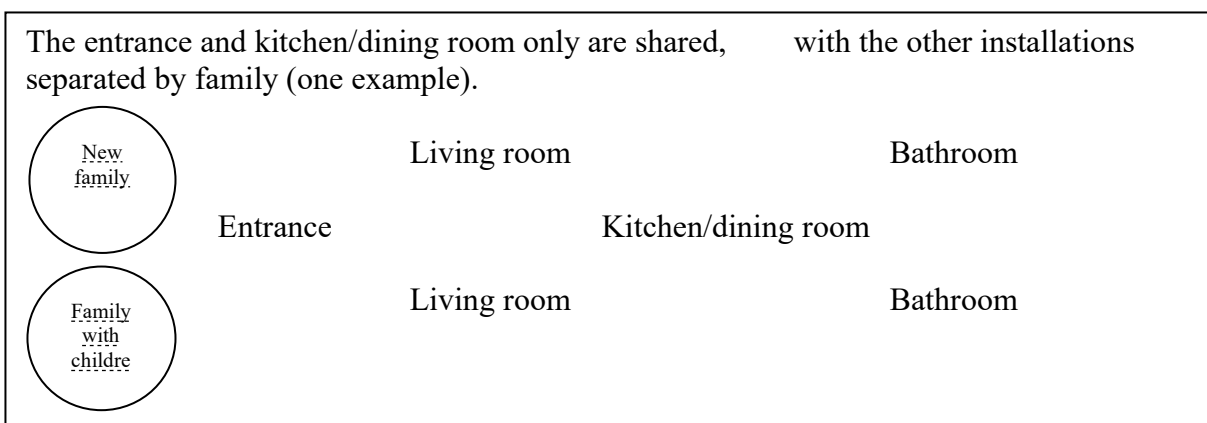 The entrance and kitchen/dining room only are shared, with the other installations
separated by family (one example).
New
family
Living room Bathroom
Entrance Kitchen/dining room
Living room Bathroom
Family
with
childre